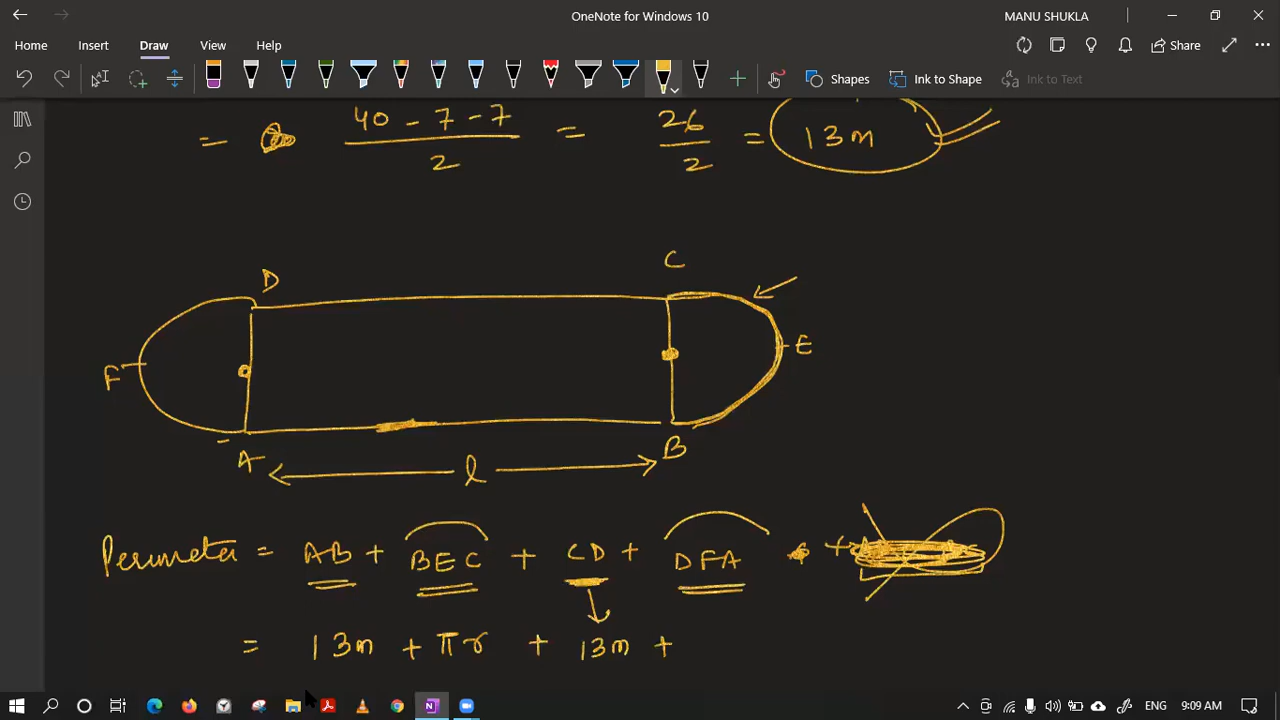 OneNote for Windows 10
MANU SHUKLA
Home Insert Draw View Help
Share
Shapes Ink to Shape Ink to Text
= 40 - 7 - 7 / 2 = 26 / 2 = 13m
D C
F E
A l B
Perimeter = AB + BEC + CD + DFA +
= 13m + πr + 13m +
ENG 9:09 AM